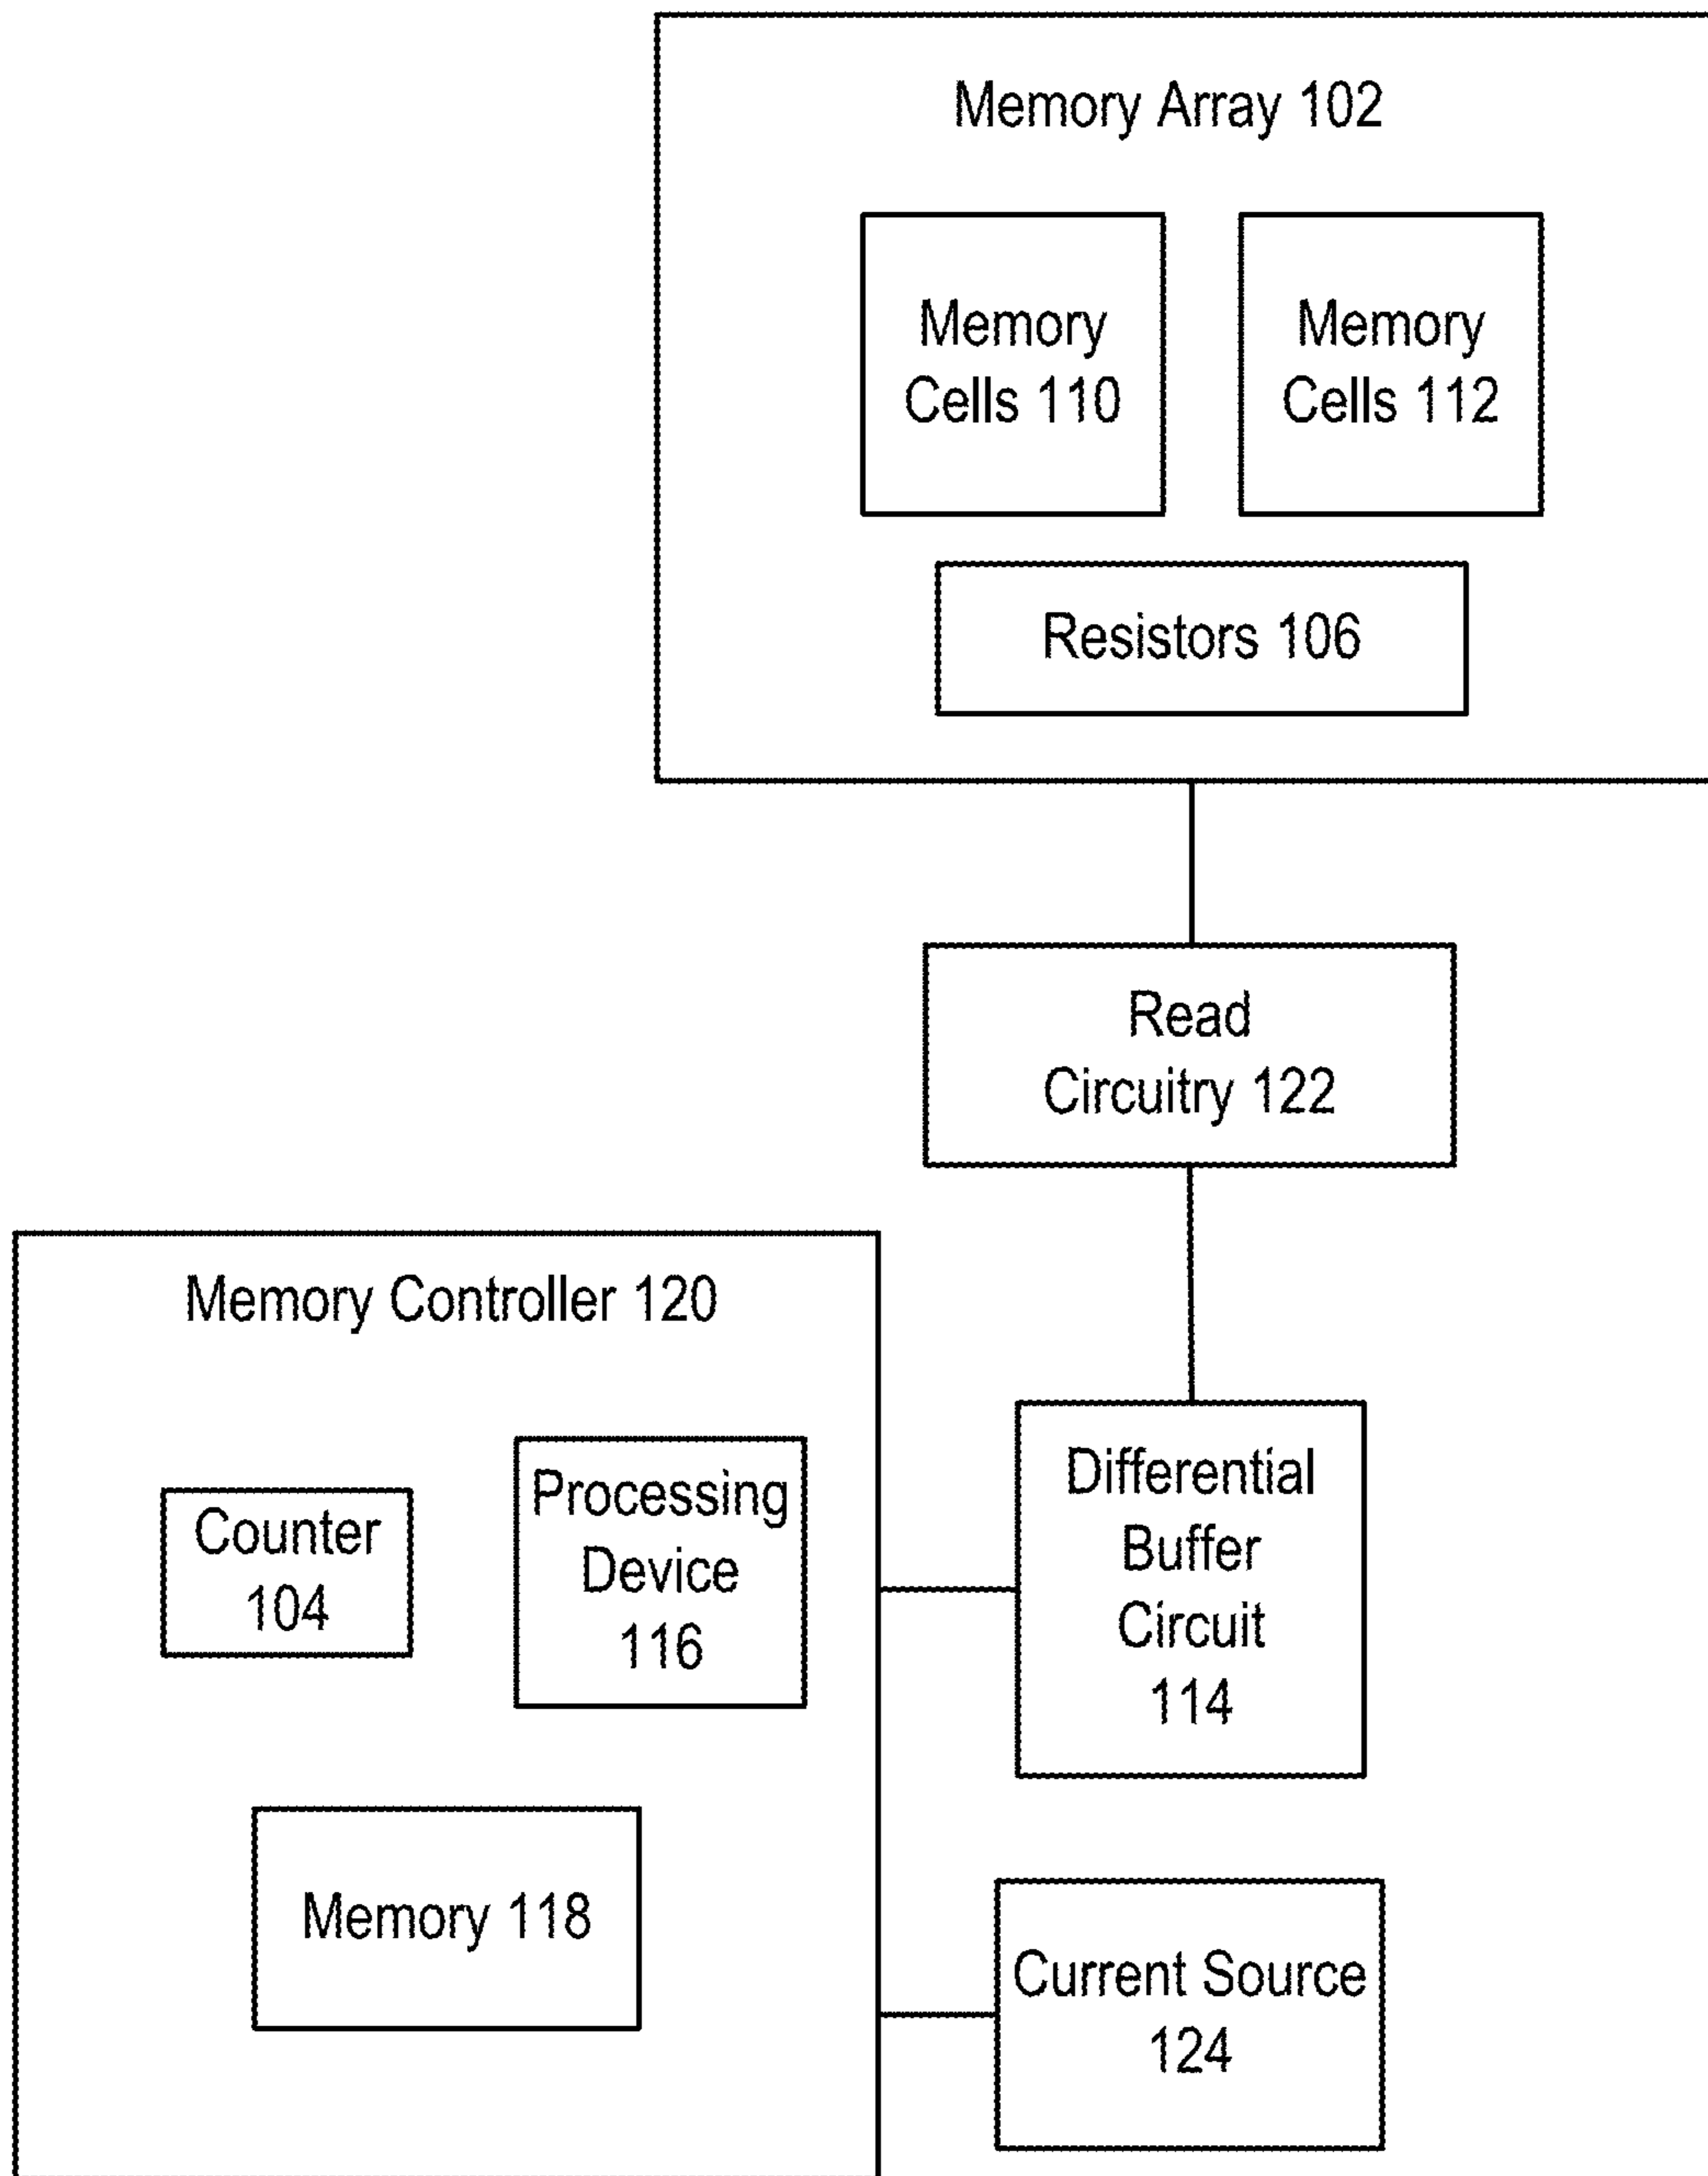 Memory Array 102
Memory
Cells 110
Memory
Cells 112
Resistors 106
Read
Circuitry 122
Memory Controller 120
Counter
104
Processing
Device
116
Memory 118
Differential
Buffer
Circuit
114
Current Source
124